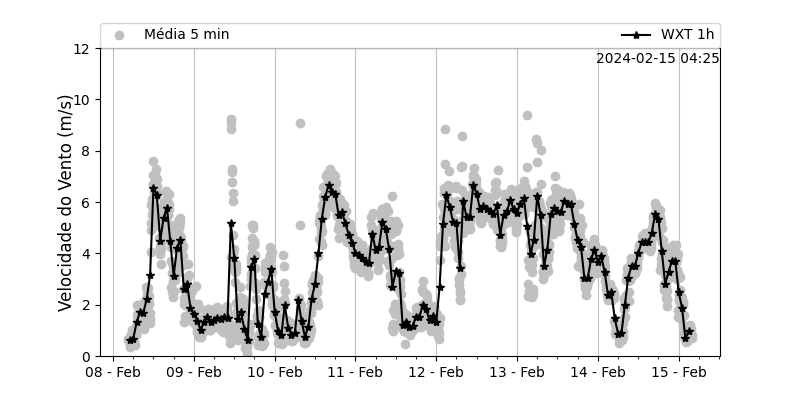 Média 5 min
WXT 1h
2024-02-15 04:25
Velocidade do Vento (m/s)
12
10
8
6
4
2
0
08 - Feb
09 - Feb
10 - Feb
11 - Feb
12 - Feb
13 - Feb
14 - Feb
15 - Feb